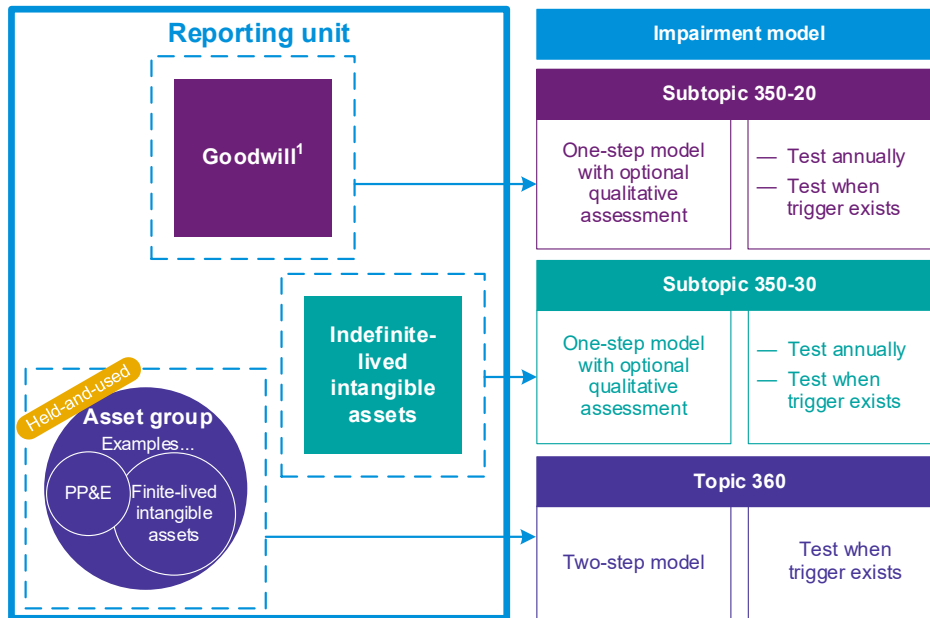 Reporting unit
Goodwill¹
Indefinite-
lived
intangible
assets
Held-and-used
Asset group
Examples...
PP&E
Finite-lived
intangible
assets
Impairment model
Subtopic 350-20
One-step model
with optional
qualitative
assessment
— Test annually
— Test when
trigger exists
Subtopic 350-30
One-step model
with optional
qualitative
assessment
— Test annually
— Test when
trigger exists
Topic 360
Two-step model
Test when
trigger exists